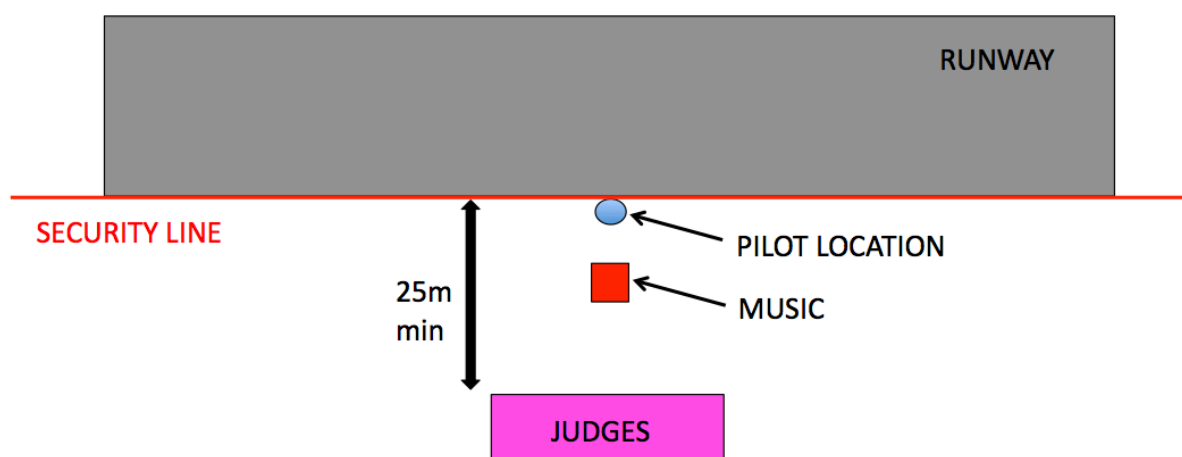 RUNWAY
SECURITY LINE
PILOT LOCATION
25m
min
MUSIC
JUDGES